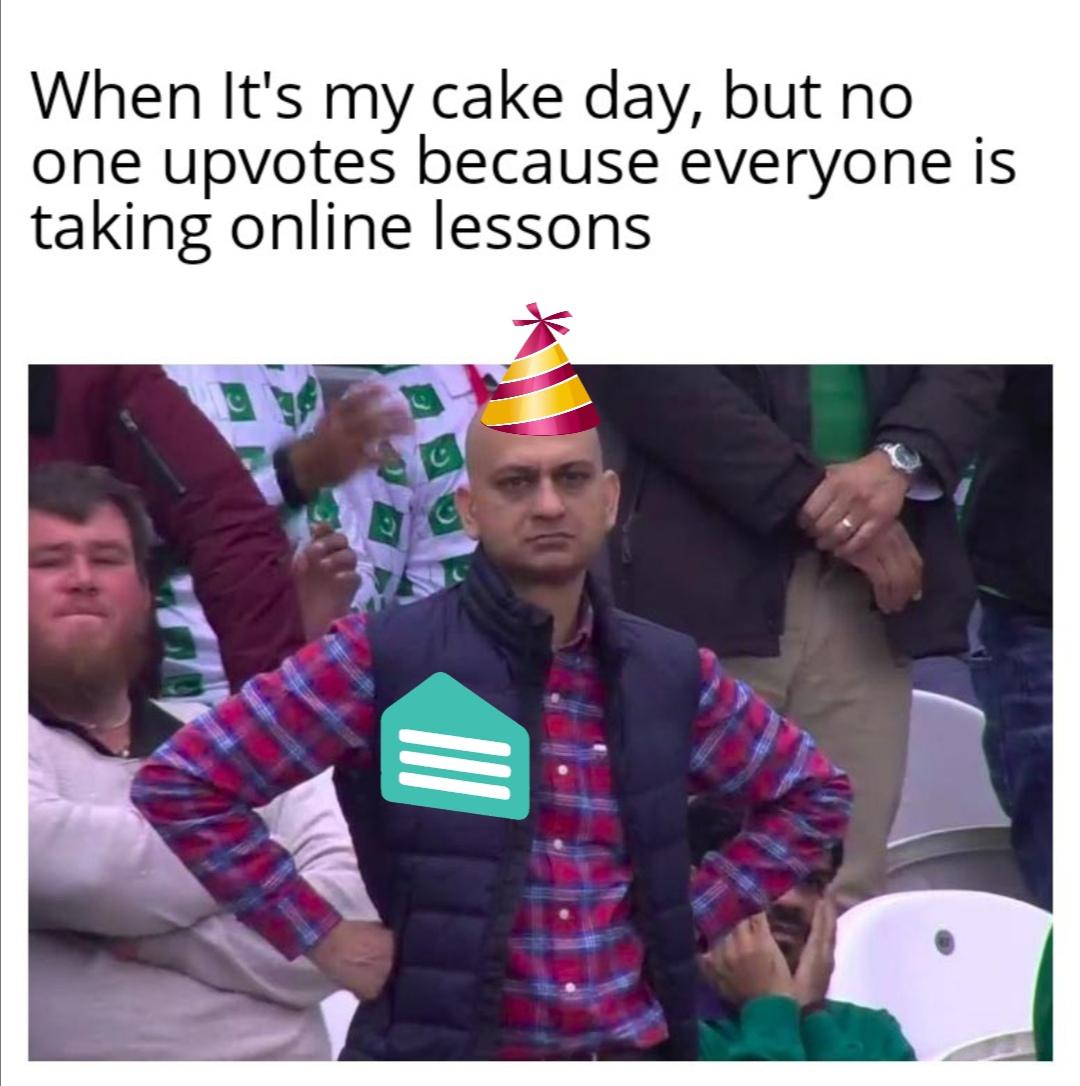 When It's my cake day, but no
one upvotes because everyone is
taking online lessons